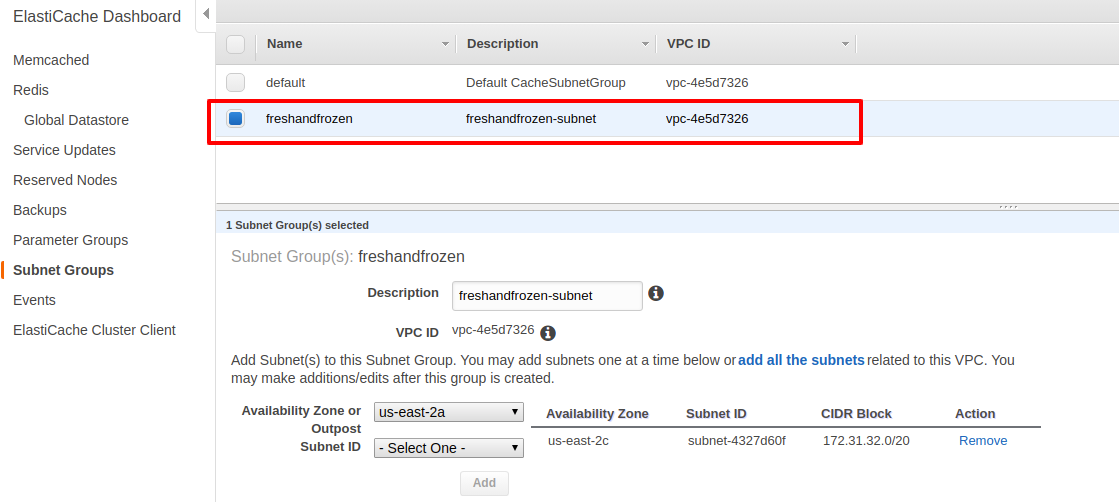 ElastiCache Dashboard
Memcached
Redis
Global Datastore
Service Updates
Reserved Nodes
Backups
Parameter Groups
Subnet Groups
Events
ElastiCache Cluster Client
Name Description VPC ID
default Default CacheSubnetGroup vpc-4e5d7326
freshandfrozen freshandfrozen-subnet vpc-4e5d7326
1 Subnet Group(s) selected
Subnet Group(s): freshandfrozen
Description freshandfrozen-subnet
VPC ID vpc-4e5d7326
Add Subnet(s) to this Subnet Group. You may add subnets one at a time below or add all the subnets related to this VPC. You
may make additions/edits after this group is created.
Availability Zone or
Outpost
us-east-2a
Subnet ID - Select One -
Add
Availability Zone Subnet ID CIDR Block Action
us-east-2c subnet-4327d60f 172.31.32.0/20 Remove